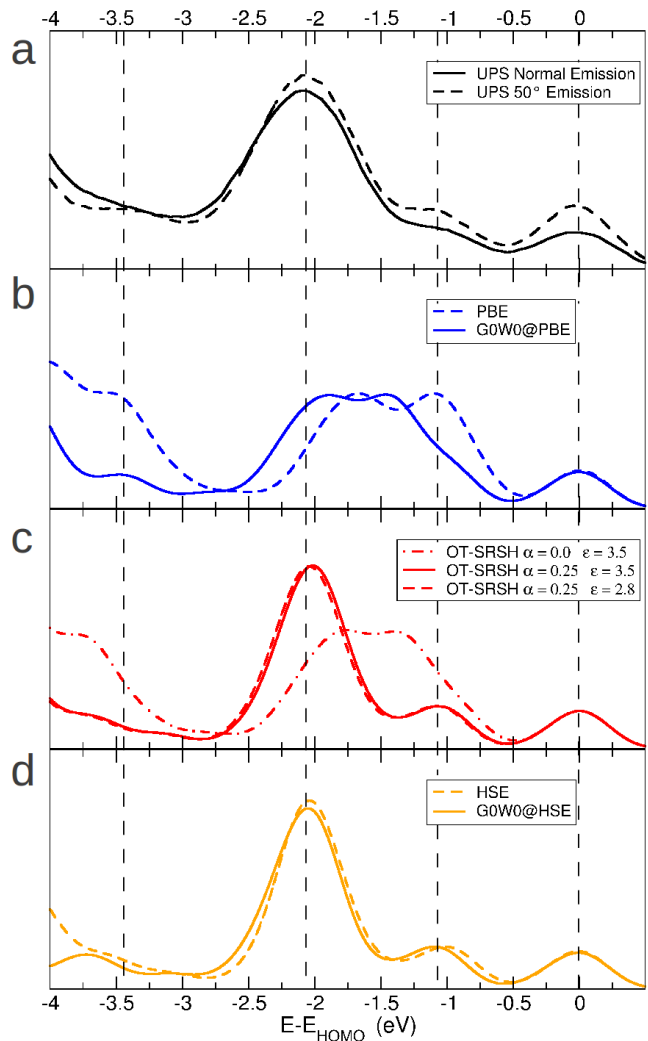 -4 -3.5 -3 -2.5 -2 -1.5 -1 -0.5 0
a
UPS Normal Emission
UPS 50° Emission
b
PBE
G0W0@PBE
c
OT-SRSH α = 0.0 ε = 3.5
OT-SRSH α = 0.25 ε = 3.5
OT-SRSH α = 0.25 ε = 2.8
d
HSE
G0W0@HSE
-4 -3.5 -3 -2.5 -2 -1.5 -1 -0.5 0
E-E_HOMO (eV)